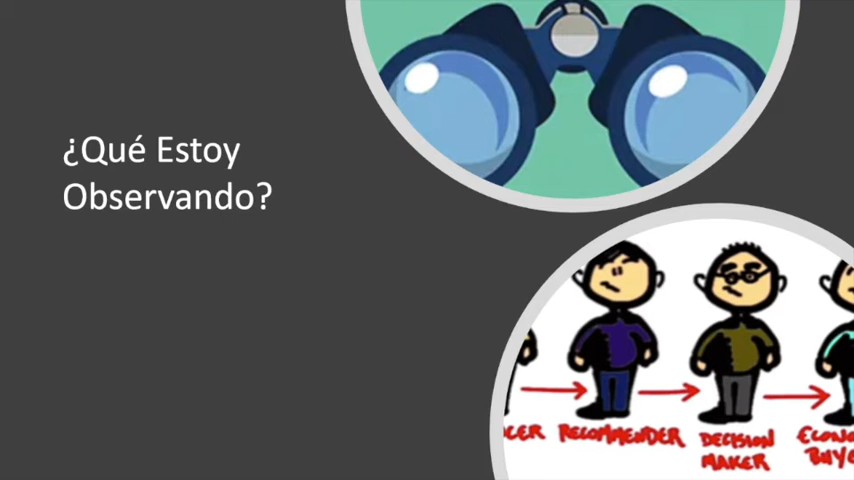 ¿Qué Estoy
Observando?
RECOMMENDER
DECISION
MAKER